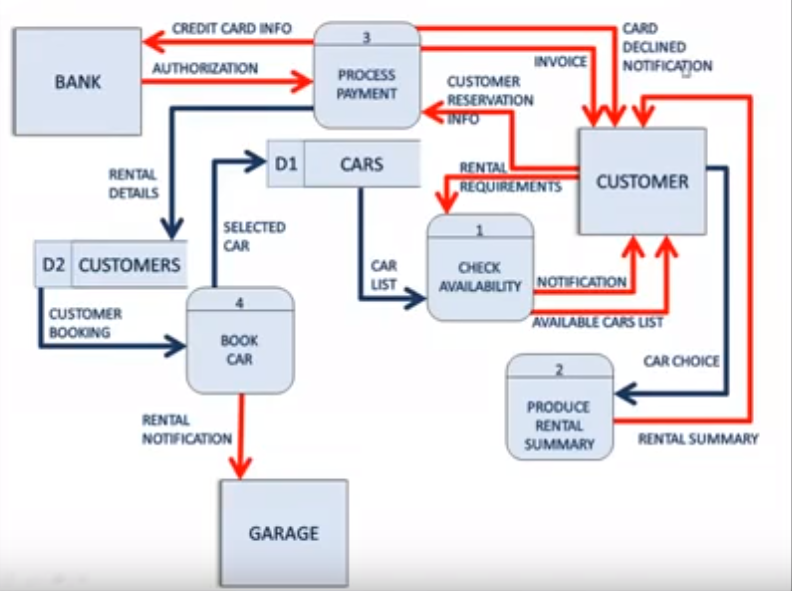 CREDIT CARD INFO
3
CARD
DECLINED
NOTIFICATION
BANK
AUTHORIZATION
PROCESS
PAYMENT
INVOICE
CUSTOMER
RESERVATION
INFO
RENTAL
DETAILS
D1 CARS
RENTAL
REQUIREMENTS
CUSTOMER
SELECTED
CAR
1
CHECK
AVAILABILITY
D2 CUSTOMERS
CAR
LIST
NOTIFICATION
AVAILABLE CARS LIST
CUSTOMER
BOOKING
4
BOOK
CAR
CAR CHOICE
2
PRODUCE
RENTAL
SUMMARY
RENTAL SUMMARY
RENTAL
NOTIFICATION
GARAGE